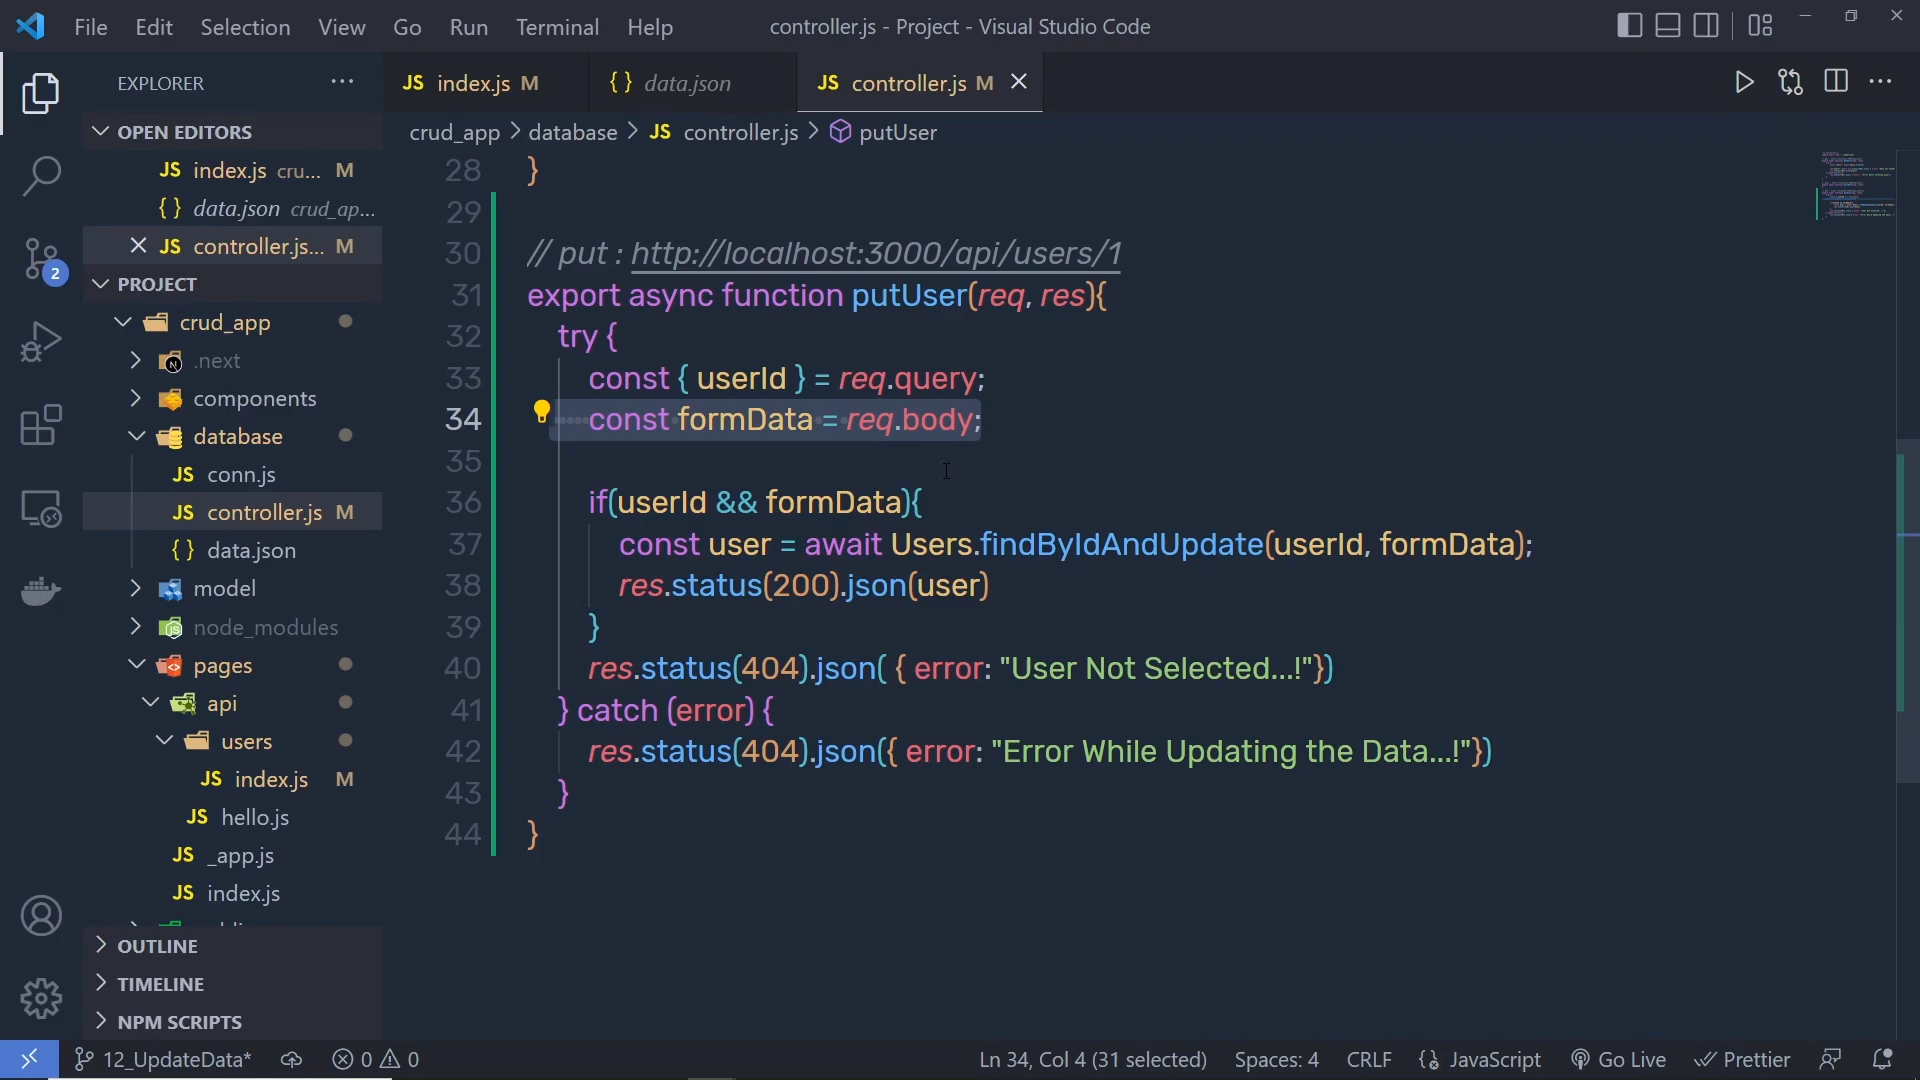 File Edit Selection View Go Run Terminal Help controller.js - Project - Visual Studio Code
EXPLORER
JS index.js M
{ } data.json
JS controller.js M
OPEN EDITORS
JS index.js cru... M
{ } data.json crud_ap...
JS controller.js... M
2
PROJECT
crud_app
N .next
components
database
JS conn.js
JS controller.js M
{ } data.json
model
JS node_modules
pages
api
users
JS index.js M
JS hello.js
JS _app.js
JS index.js
OUTLINE
TIMELINE
NPM SCRIPTS
crud_app > database > JS controller.js > putUser
28 }
29
30 // put : http://localhost:3000/api/users/1
31 export async function putUser(req, res){
32 try {
33 const { userId } = req.query;
34 const formData = req.body;
35
36 if(userId && formData){
37 const user = await Users.findByIdAndUpdate(userId, formData);
38 res.status(200).json(user)
39 }
40 res.status(404).json( { error: "User Not Selected...!"})
41 } catch (error) {
42 res.status(404).json({ error: "Error While Updating the Data...!"})
43 }
44 }
12_UpdateData* 0 0 Ln 34, Col 4 (31 selected) Spaces: 4 CRLF { } JavaScript Go Live Prettier